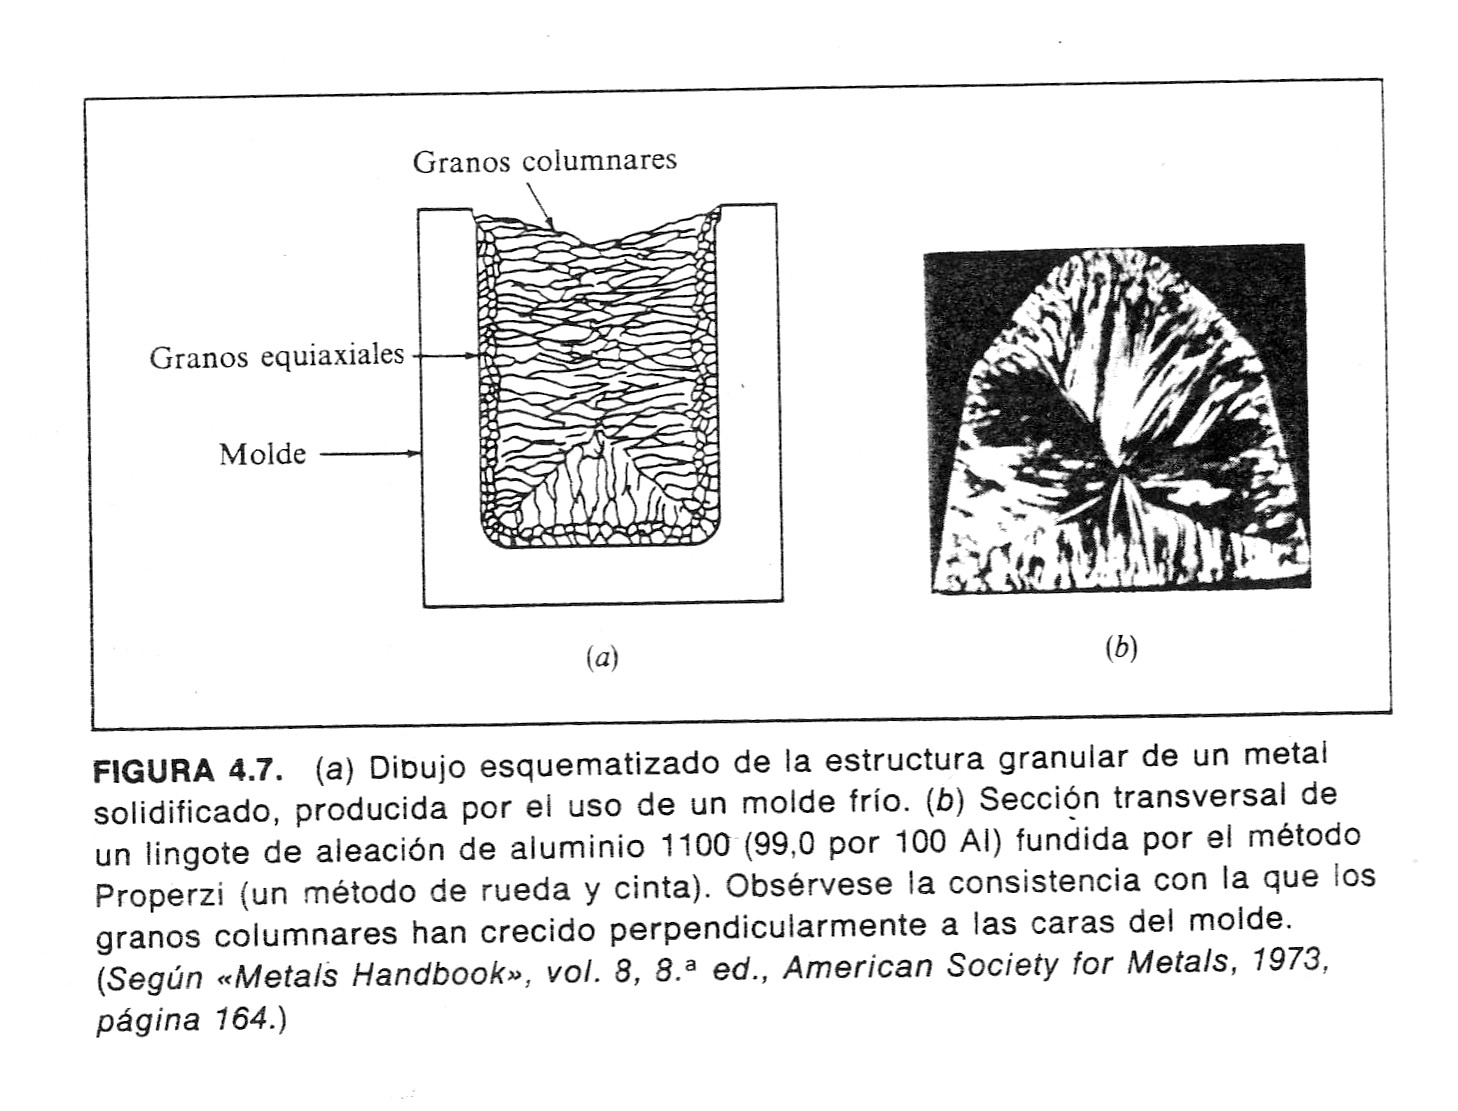 Granos columnares
Granos equiaxiales
Molde
(a)
(b)
FIGURA 4.7. (a) Dibujo esquematizado de la estructura granular de un metal
solidificado, producida por el uso de un molde frío. (b) Sección transversal de
un lingote de aleación de aluminio 1100 (99,0 por 100 Al) fundida por el método
Properzi (un método de rueda y cinta). Obsérvese la consistencia con la que los
granos columnares han crecido perpendicularmente a las caras del molde.
(Según «Metals Handbook», vol. 8, 8.ª ed., American Society for Metals, 1973,
página 164.)